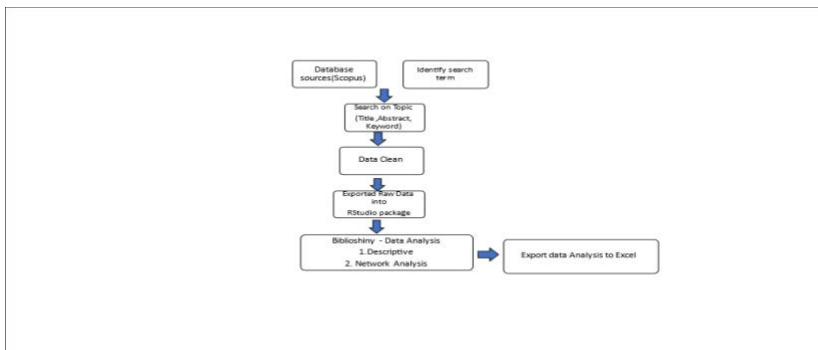 Database
sources(Scopus)
Identify search
term
Search on Topic
(Title ,Abstract,
Keyword)
Data Clean
Exported Raw Data
into
RStudio package
Biblioshiny - Data Analysis
1.Descriptive
2. Network Analysis
Export data Analysis to Excel